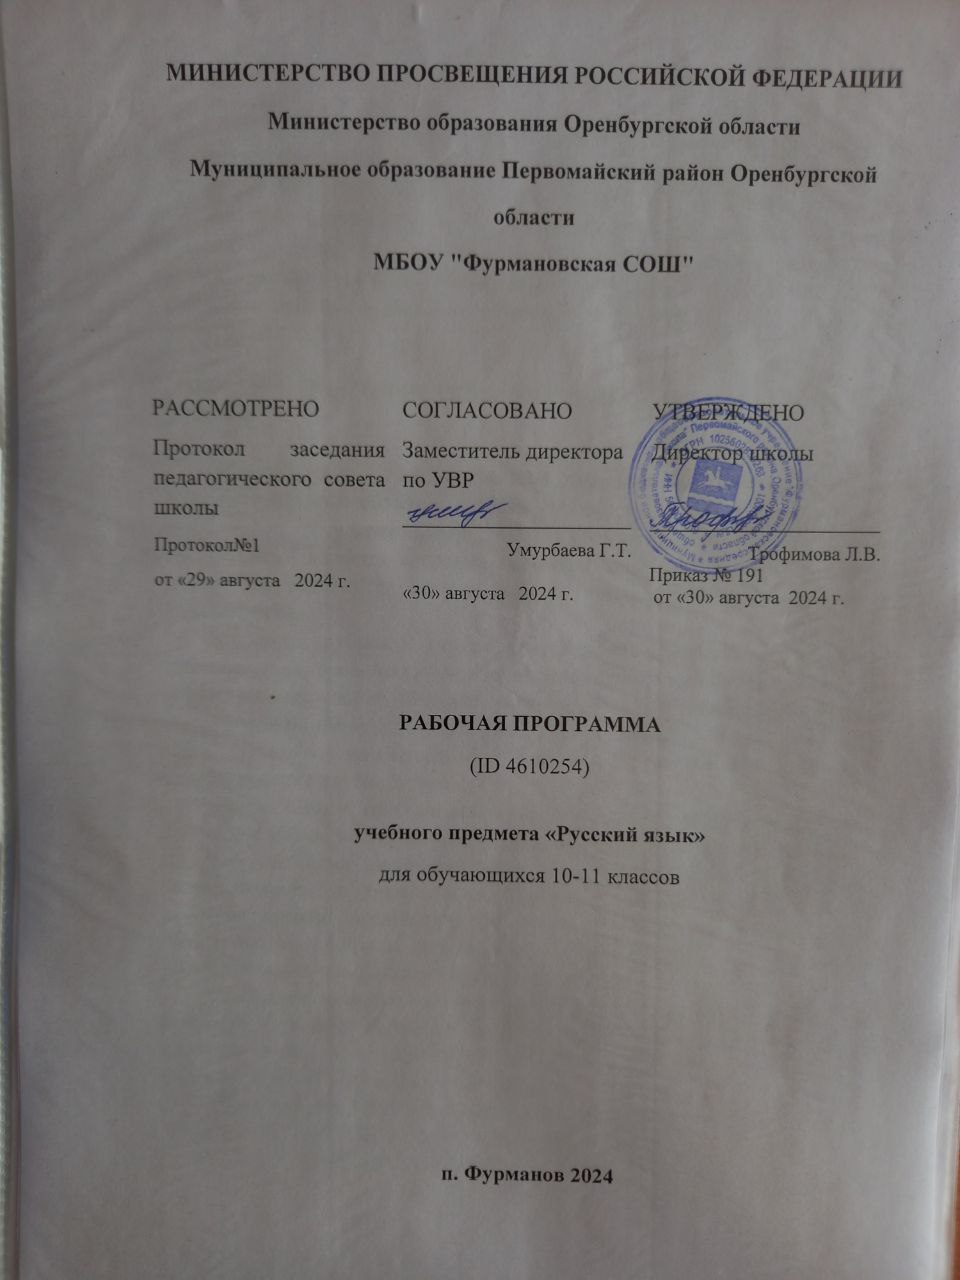 МИНИСТЕРСТВО ПРОСВЕЩЕНИЯ РОССИЙСКОЙ ФЕДЕРАЦИИ
Министерство образования Оренбургской области
Муниципальное образование Первомайский район Оренбургской
области
МБОУ "Фурмановская СОШ"
РАССМОТРЕНО
Протокол заседания
педагогического совета
школы
Протокол№1
от «29» августа 2024 г.
СОГЛАСОВАНО
Заместитель директора
по УВР
Умурбаева Г.Т.
«30» августа 2024 г.
УТВЕРЖДЕНО
Директор школы
Трофимова Л.В.
Приказ № 191
от «30» августа 2024 г.
РАБОЧАЯ ПРОГРАММА
(ID 4610254)
учебного предмета «Русский язык»
для обучающихся 10-11 классов
п. Фурманов 2024